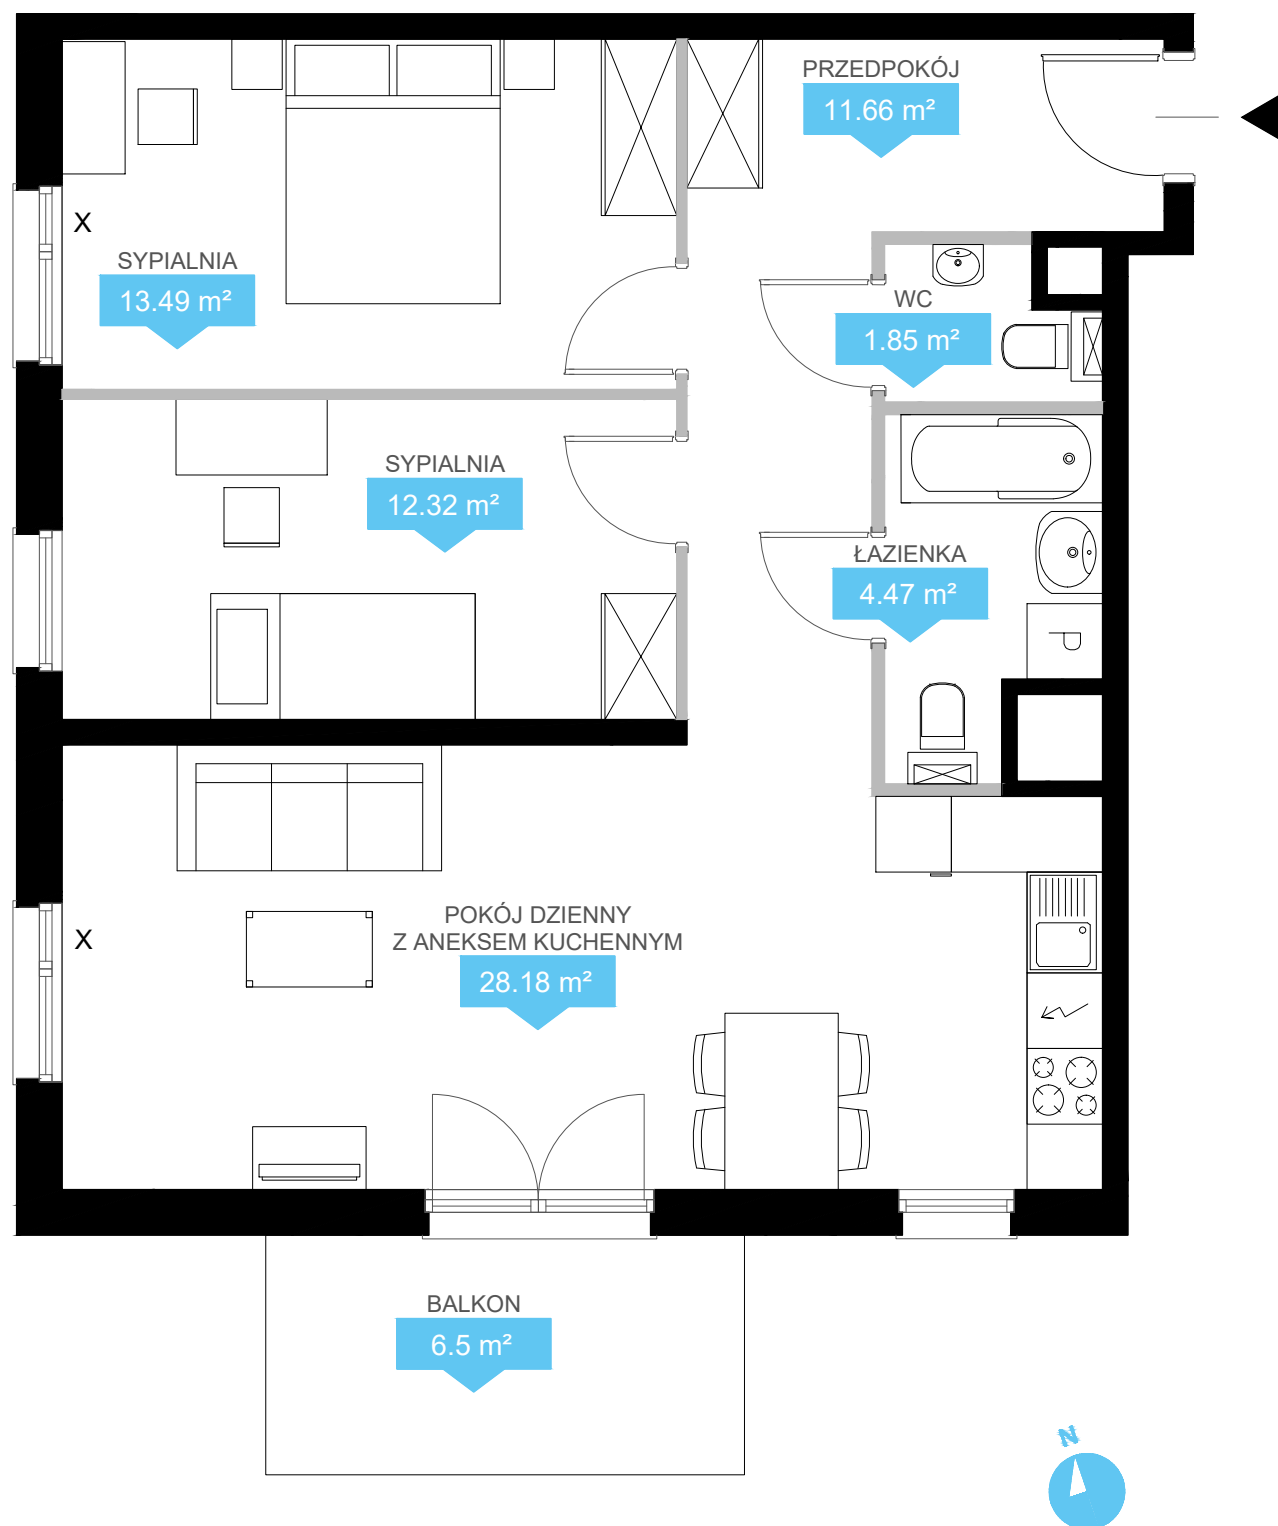 PRZEDPOKÓJ
11.66 m²
X
SYPIALNIA
13.49 m²
WC
1.85 m²
SYPIALNIA
12.32 m²
ŁAZIENKA
4.47 m²
P
POKÓJ DZIENNY
Z ANEKSEM KUCHENNYM
28.18 m²
X
BALKON
6.5 m²
N